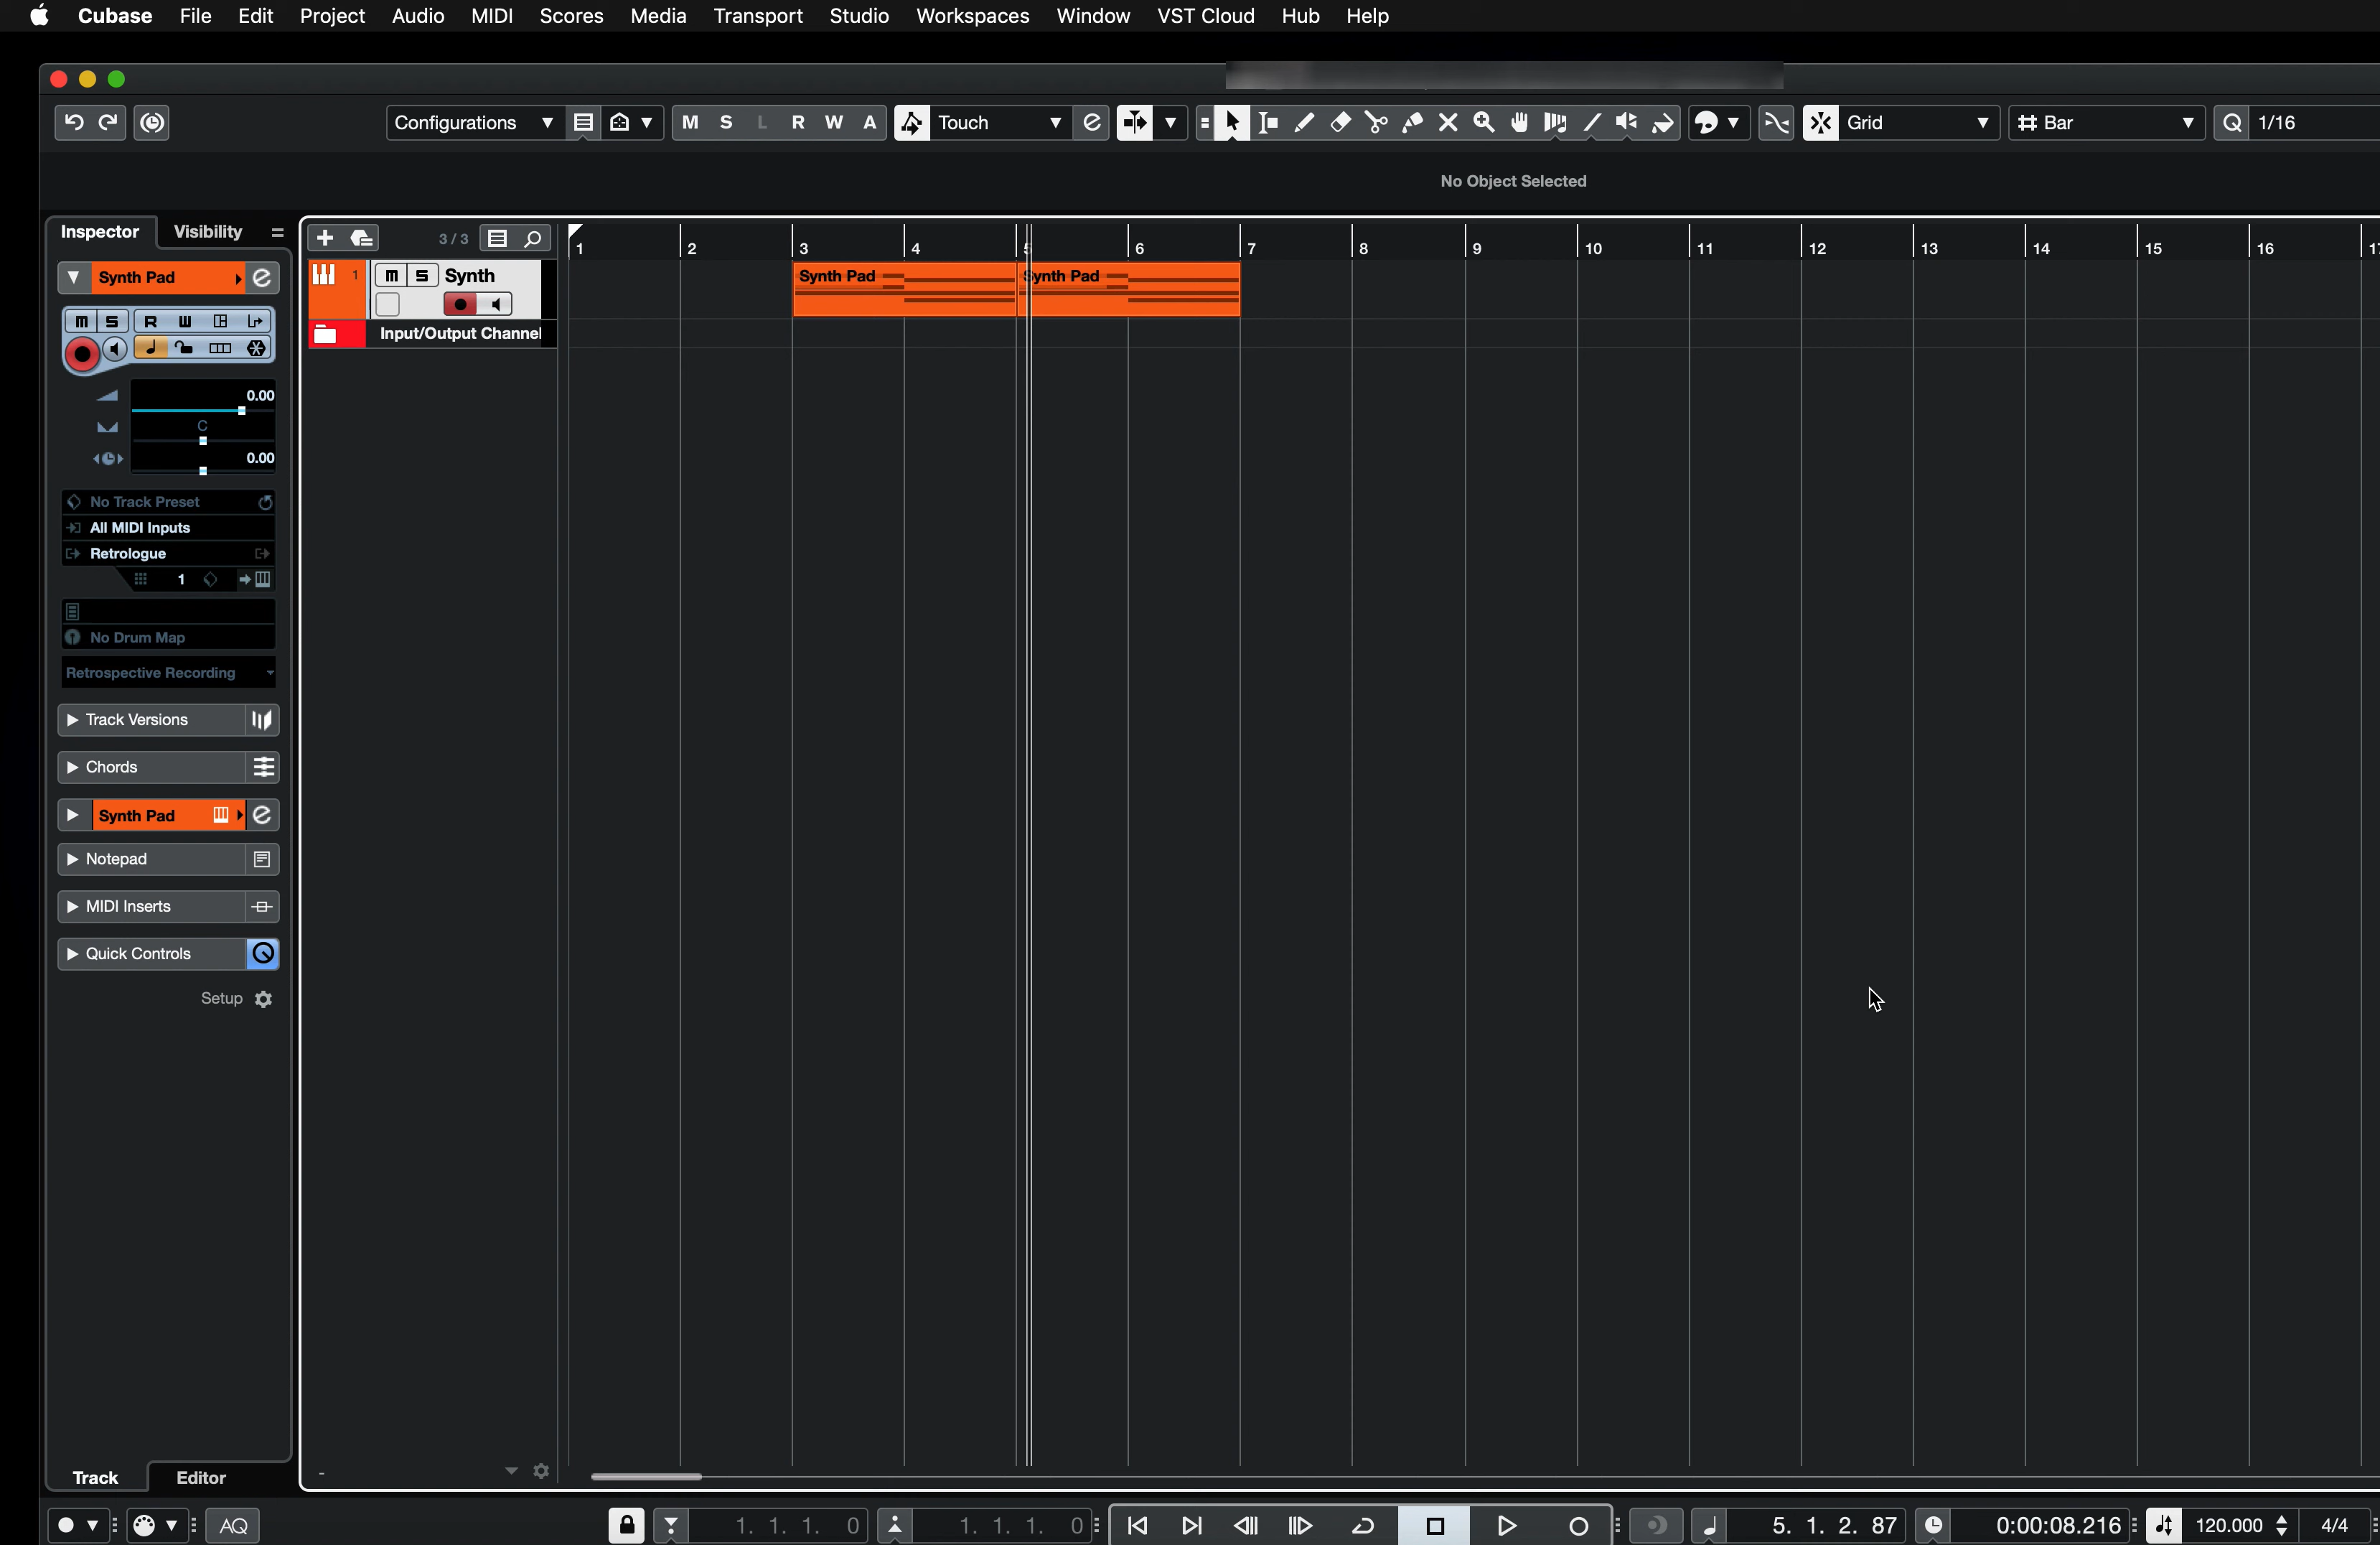 Cubase File Edit Project Audio MIDI Scores Media Transport Studio Workspaces Window VST Cloud Hub Help
Configurations M S L R W A Touch Grid Bar Q 1/16
No Object Selected
Inspector Visibility
3 / 3
1 2 3 4 5 6 7 8 9 10 11 12 13 14 15 16
Synth Pad
1 M S Synth
Synth Pad Synth Pad
M S R W
Input/Output Channel
0.00
C
0.00
No Track Preset
All MIDI Inputs
Retrologue
1
No Drum Map
Retrospective Recording
Track Versions
Chords
Synth Pad
Notepad
MIDI Inserts
Quick Controls
Setup
-
Track Editor
AQ 1. 1. 1. 0 1. 1. 1. 0 5. 1. 2. 87 0:00:08.216 120.000 4/4